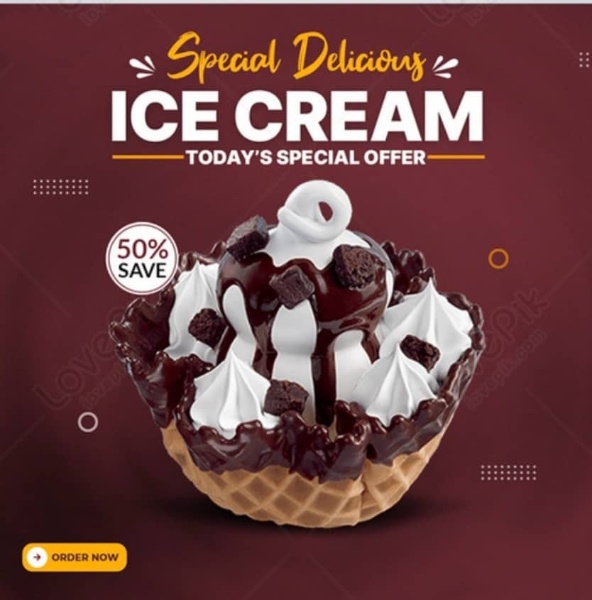 Special Delicious
ICE CREAM
TODAY'S SPECIAL OFFER
50%
SAVE
ORDER NOW